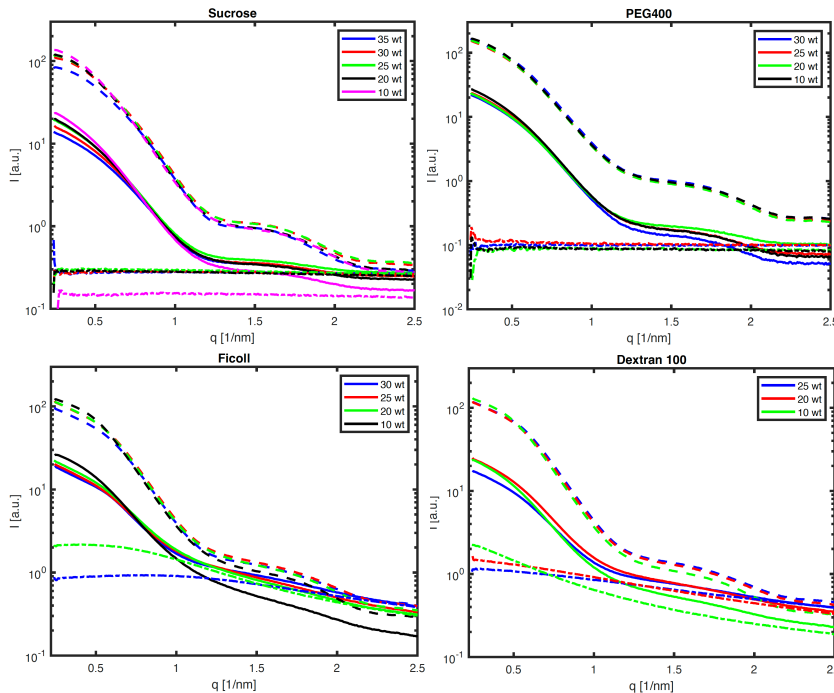 Sucrose
35 wt
30 wt
25 wt
20 wt
10 wt
10²
10¹
10⁰
10⁻¹
I [a.u.]
0.5
1
1.5
2
2.5
q [1/nm]
PEG400
30 wt
25 wt
20 wt
10 wt
10²
10¹
10⁰
10⁻¹
10⁻²
I [a.u.]
0.5
1
1.5
2
2.5
q [1/nm]
Ficoll
30 wt
25 wt
20 wt
10 wt
10²
10¹
10⁰
10⁻¹
I [a.u.]
0.5
1
1.5
2
2.5
q [1/nm]
Dextran 100
25 wt
20 wt
10 wt
10²
10¹
10⁰
10⁻¹
I [a.u.]
0.5
1.0
1.5
2.0
2.5
q [1/nm]